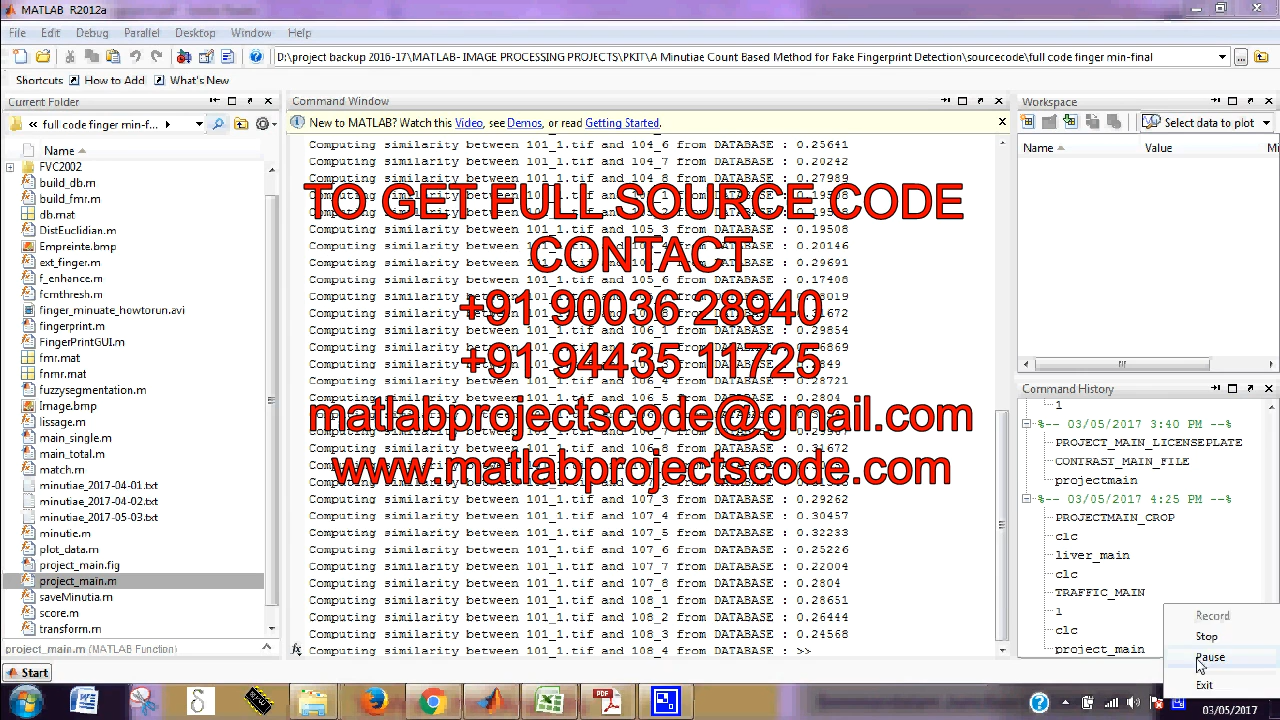 MATLAB R2012a
File Edit Debug Parallel Desktop Window Help
D:\project backup 2016-17\MATLAB- IMAGE PROCESSING PROJECTS\PKIT\A Minutiae Count Based Method for Fake Fingerprint Detection\sourcecode\full code finger min-final
Shortcuts How to Add What's New
Current Folder
« full code finger min-f...
Name
FVC2002
build_db.m
build_fmr.m
db.mat
DistEuclidian.m
Empreinte.bmp
ext_finger.m
f_enhance.m
fcmthresh.m
finger_minuate_howtorun.avi
fingerprint.m
FingerPrintGUI.m
fmr.mat
fnmr.mat
fuzzysegmentation.m
Image.bmp
lissage.m
main_single.m
main_total.m
match.m
minutiae_2017-04-01.txt
minutiae_2017-04-02.txt
minutiae_2017-05-03.txt
minutie.m
plot_data.m
project_main.fig
project_main.m
saveMinutia.m
score.m
transform.m
project_main.m (MATLAB Function)
Start
Command Window
New to MATLAB? Watch this Video, see Demos, or read Getting Started.
Computing similarity between 101_1.tif and 104_6 from DATABASE : 0.25641
Computing similarity between 101_1.tif and 104_7 from DATABASE : 0.20242
Computing similarity between 101_1.tif and 104_8 from DATABASE : 0.27989
TO GET FULL SOURCE CODE
CONTACT
+91 90036 28940
+91 94435 11725
matlabprojectscode@gmail.com
www.matlabprojectscode.com
Computing similarity between 101_1.tif and 107_3 from DATABASE : 0.29262
Computing similarity between 101_1.tif and 107_4 from DATABASE : 0.30457
Computing similarity between 101_1.tif and 107_5 from DATABASE : 0.32233
Computing similarity between 101_1.tif and 107_6 from DATABASE : 0.25226
Computing similarity between 101_1.tif and 107_7 from DATABASE : 0.22004
Computing similarity between 101_1.tif and 107_8 from DATABASE : 0.2804
Computing similarity between 101_1.tif and 108_1 from DATABASE : 0.28651
Computing similarity between 101_1.tif and 108_2 from DATABASE : 0.26444
Computing similarity between 101_1.tif and 108_3 from DATABASE : 0.24568
Computing similarity between 101_1.tif and 108_4 from DATABASE : >>
Workspace
Select data to plot
Name Value Mi
Command History
1
%-- 03/05/2017 3:40 PM --%
PROJECT_MAIN_LICENSEPLATE
CONTRAST_MAIN_FILE
projectmain
%-- 03/05/2017 4:25 PM --%
PROJECTMAIN_CROP
clc
liver_main
clc
TRAFFIC_MAIN
1
clc
project_main
Record
Stop
Pause
Exit
03/05/2017